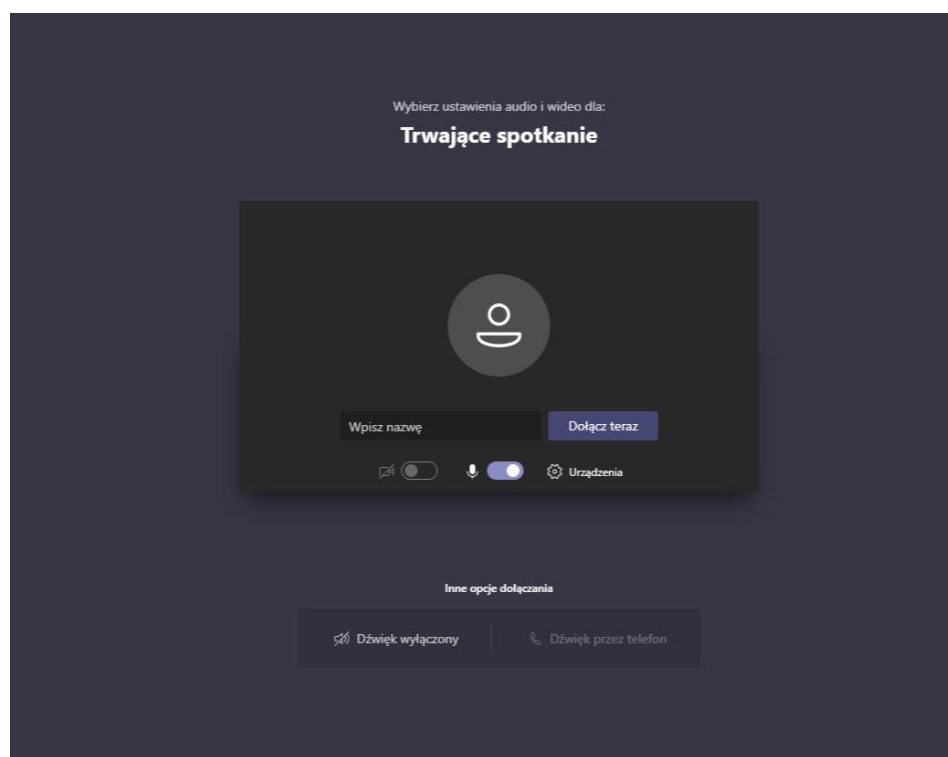 Wybierz ustawienia audio i wideo dla:
Trwające spotkanie
Wpisz nazwę
Dołącz teraz
Urządzenia
Inne opcje dołączania
Dźwięk wyłączony
Dźwięk przez telefon